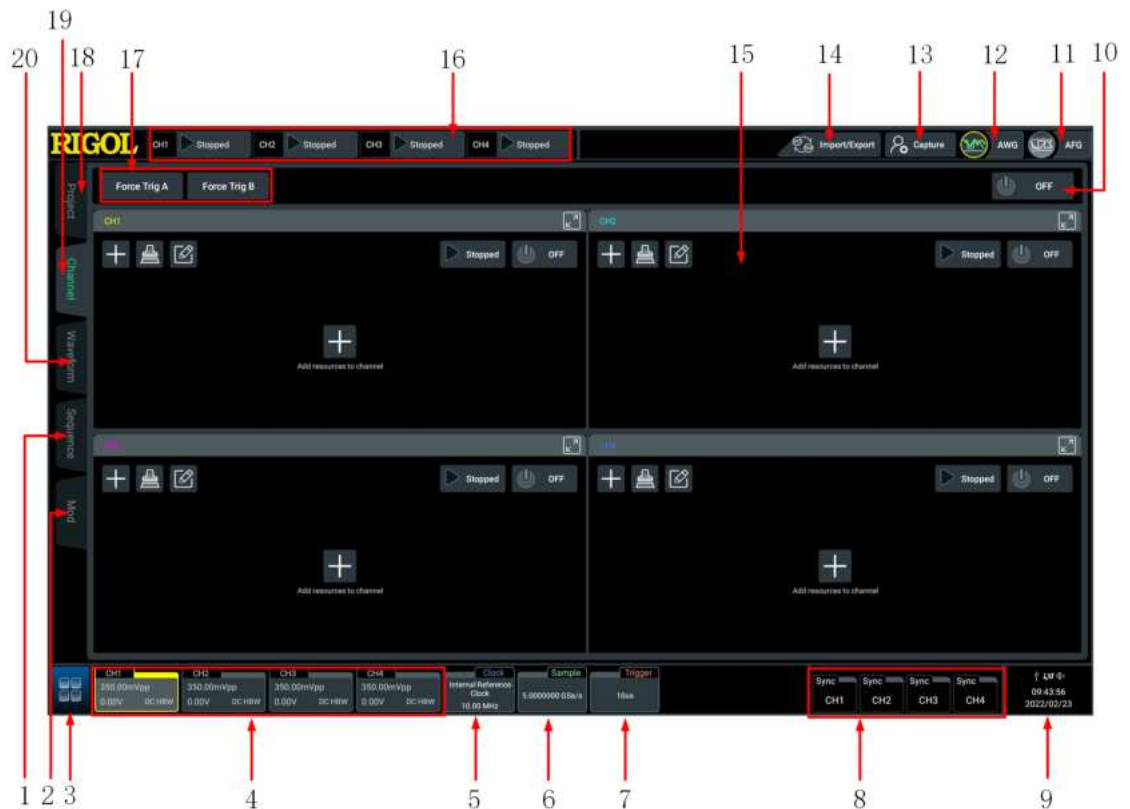 19
20 18 17 16 15 14 13 12 11 10
RIGOL CH1 Stopped CH2 Stopped CH3 Stopped CH4 Stopped Import/Export Capture AWG AFG
Project
Force Trig A Force Trig B OFF
CH1 CH2
Stopped OFF Stopped OFF
Channel
Waveform
Add resources to channel Add resources to channel
Sequence
Stopped OFF Stopped OFF
Mod
Add resources to channel Add resources to channel
CH1 CH2 CH3 CH4 Clock Sample Trigger
350.00mVpp 350.00mVpp 350.00mVpp 350.00mVpp
0.00V DC HBW 0.00V DC HBW 0.00V DC HBW 0.00V DC HBW
Internal Reference
Clock
10.00 MHz
5.0000000 GSa/s
10us
Sync Sync Sync Sync
CH1 CH2 CH3 CH4
09:43:56
2022/02/23
1 2 3 4 5 6 7 8 9